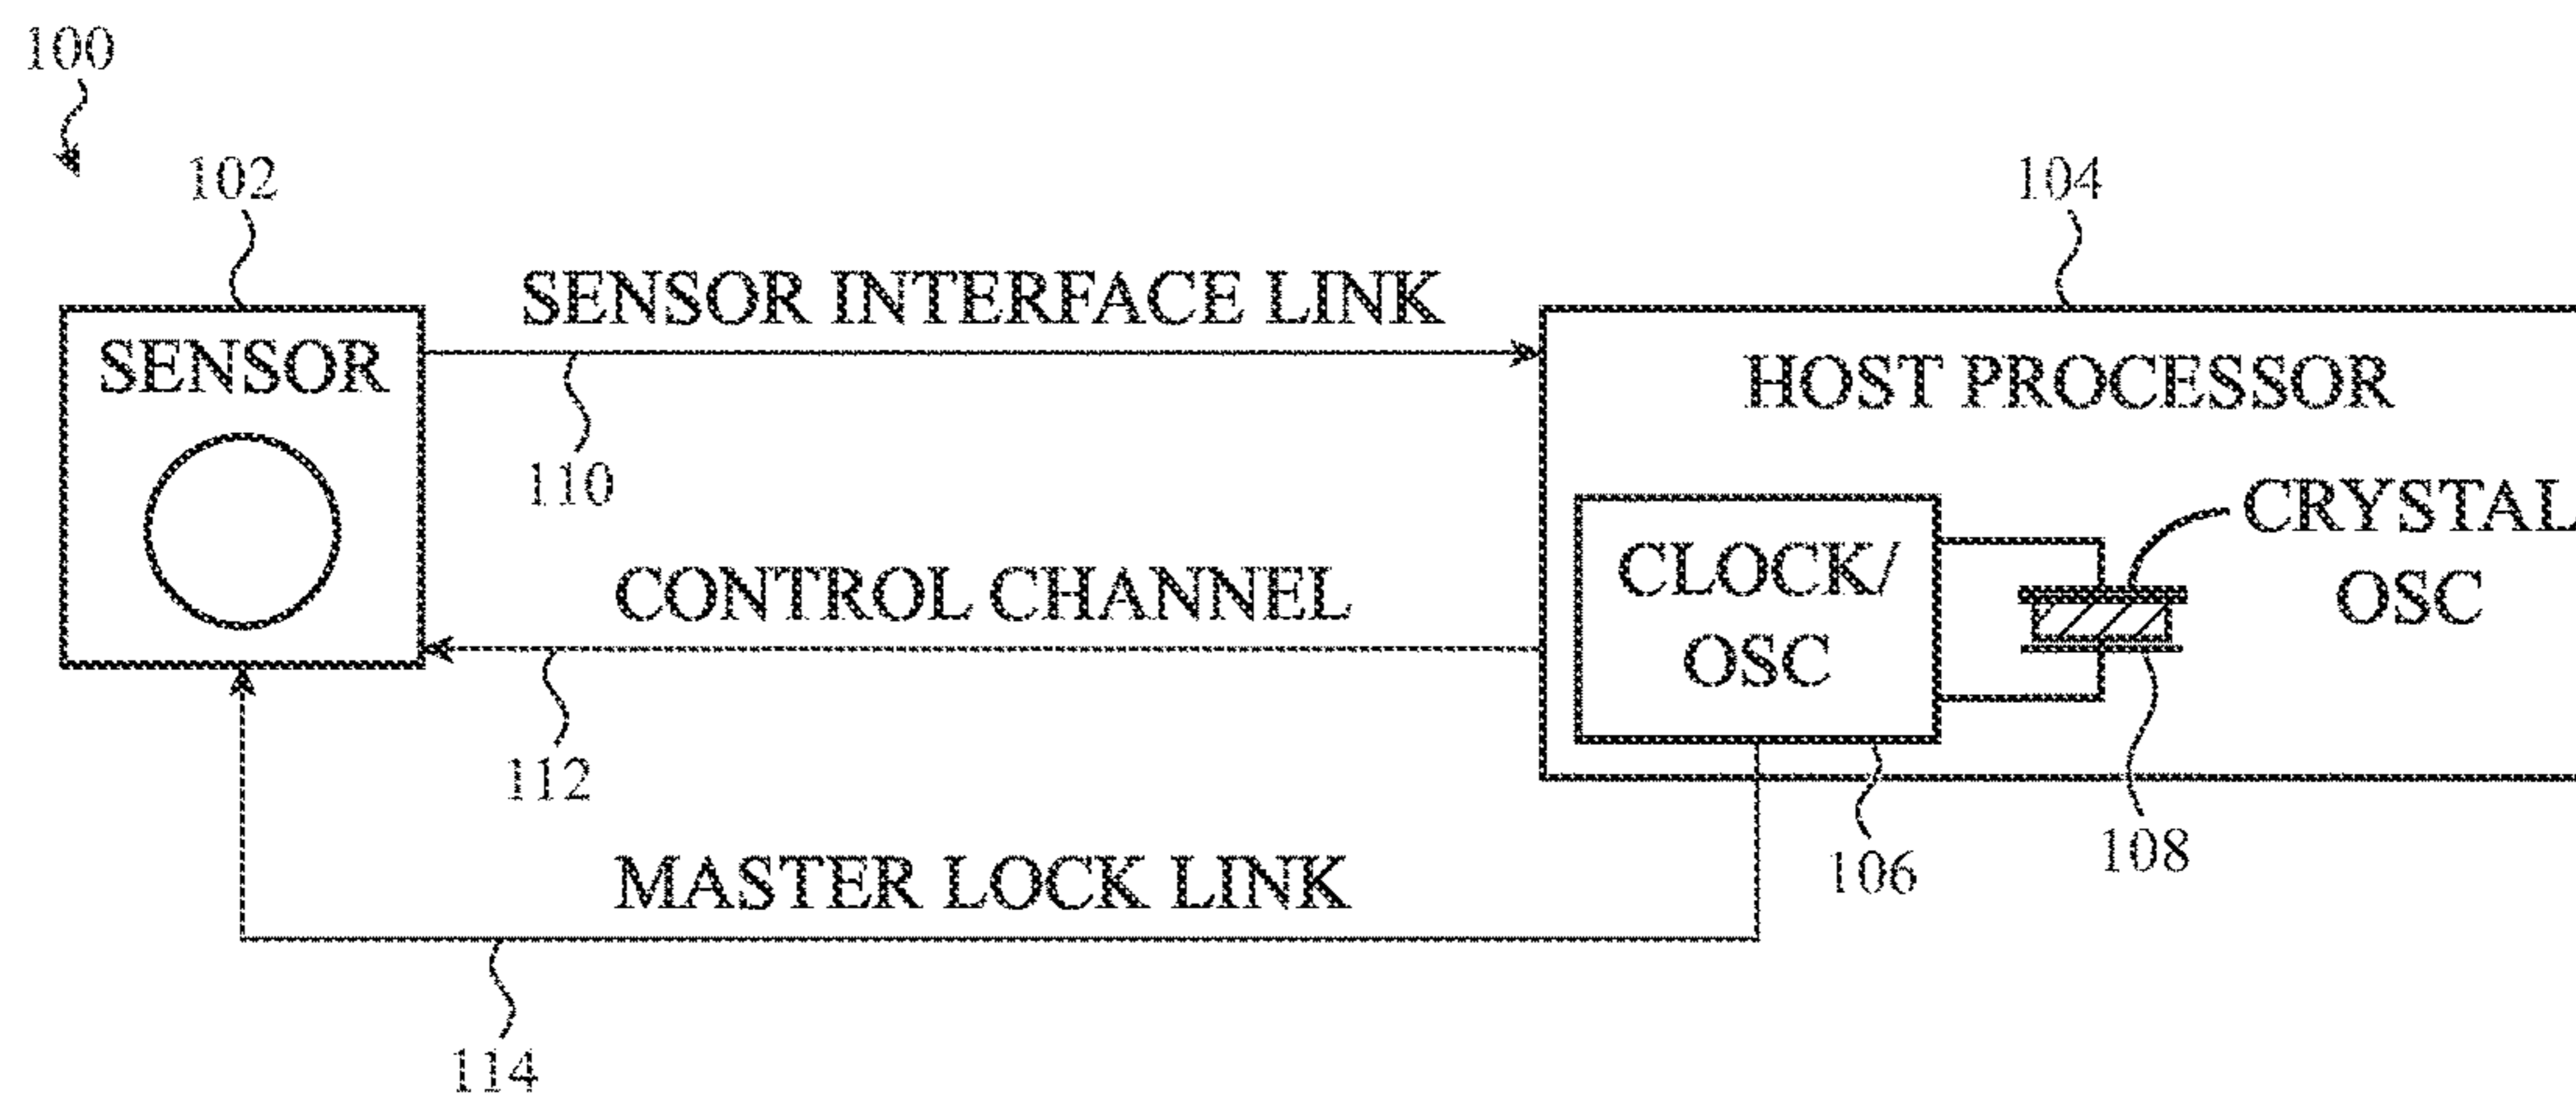 100
102
104
SENSOR INTERFACE LINK
SENSOR
HOST PROCESSOR
110
CRYSTAL
OSC
CLOCK/
OSC
CONTROL CHANNEL
112
106
108
MASTER LOCK LINK
114